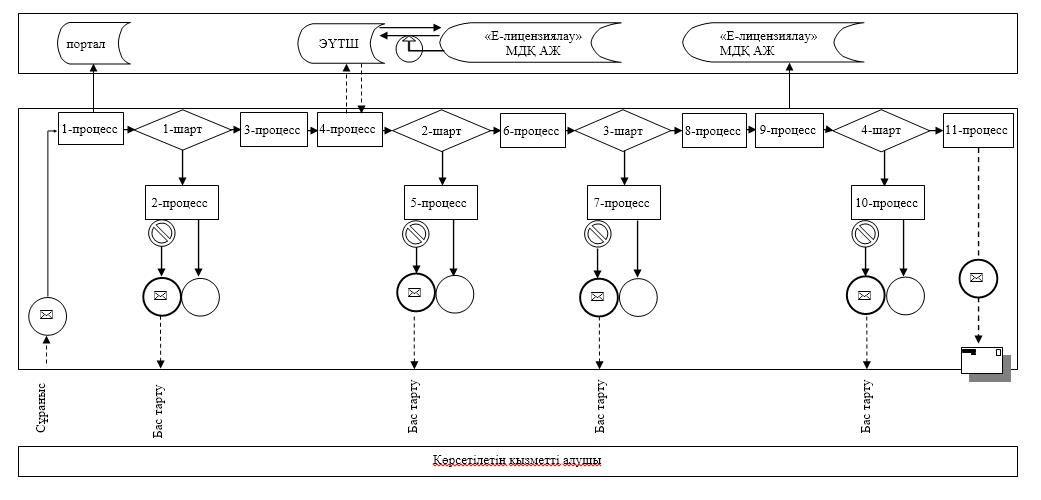 портал
ЭҮТШ
«Е-лицензиялау»
МДҚ АЖ
«Е-лицензиялау»
МДҚ АЖ
1-процесс
1-шарт
3-процесс
4-процесс
2-шарт
6-процесс
3-шарт
8-процесс
9-процесс
4-шарт
11-процесс
2-процесс
5-процесс
7-процесс
10-процесс
Сұраныс
Бас тарту
Бас тарту
Бас тарту
Бас тарту
Көрсетілетін қызметті алушы